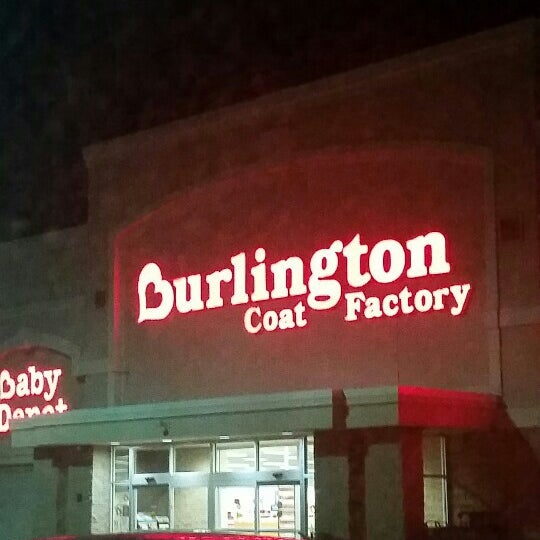 Burlington
Coat Factory
Baby
Depot